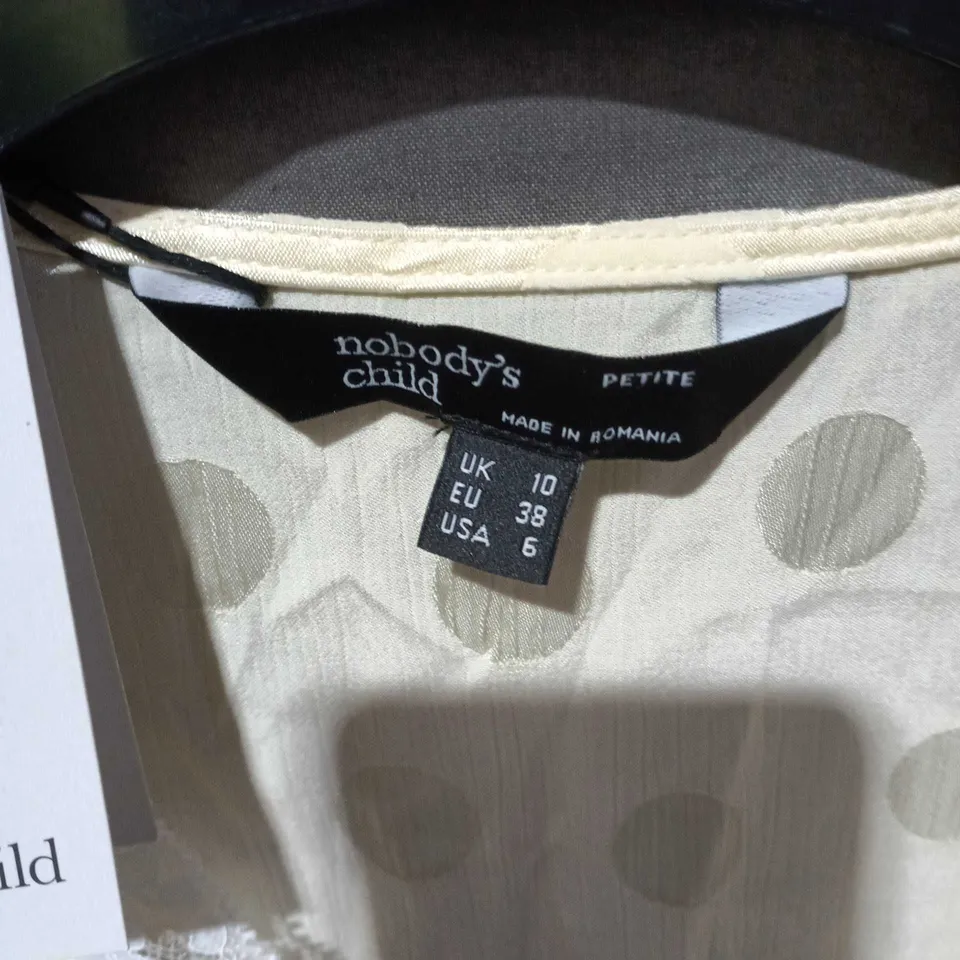 nobody's
child
PETITE
MADE IN ROMANIA
UK 10
EU 38
USA 6
ild